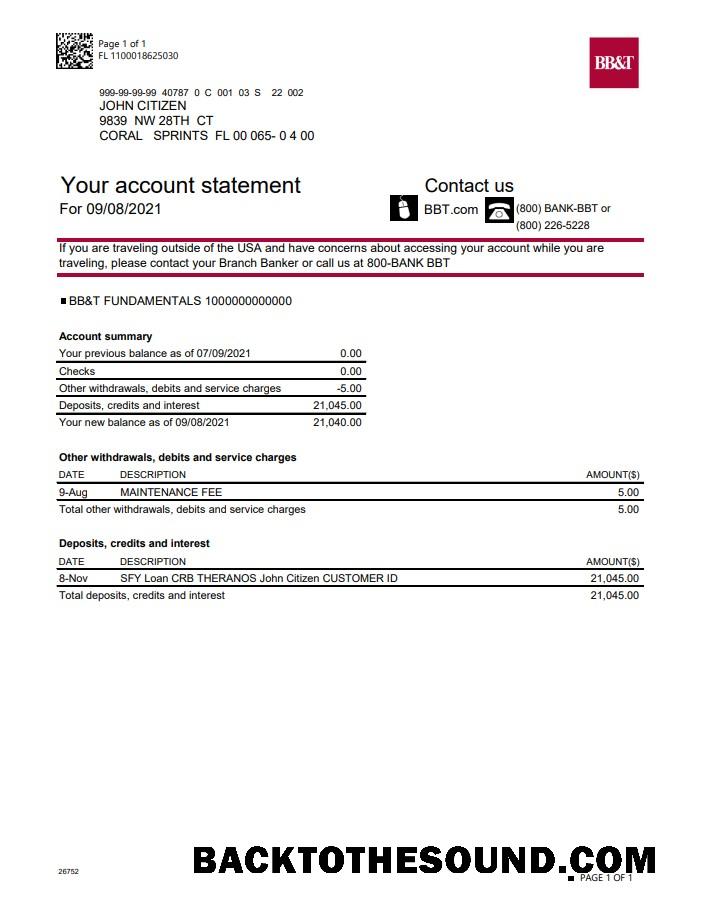 Page 1 of 1
FL 1100018625030
BB&T
999-99-99-99 40787 0 C 001 03 S 22 002
JOHN CITIZEN
9839 NW 28TH CT
CORAL SPRINTS FL 00 065- 0 4 00
Your account statement
For 09/08/2021
Contact us
BBT.com (800) BANK-BBT or
(800) 226-5228
If you are traveling outside of the USA and have concerns about accessing your account while you are
traveling, please contact your Branch Banker or call us at 800-BANK BBT
BB&T FUNDAMENTALS 1000000000000
Account summary
Your previous balance as of 07/09/2021 0.00
Checks 0.00
Other withdrawals, debits and service charges -5.00
Deposits, credits and interest 21,045.00
Your new balance as of 09/08/2021 21,040.00
Other withdrawals, debits and service charges
DATE DESCRIPTION AMOUNT($)
9-Aug MAINTENANCE FEE 5.00
Total other withdrawals, debits and service charges 5.00
Deposits, credits and interest
DATE DESCRIPTION AMOUNT($)
8-Nov SFY Loan CRB THERANOS John Citizen CUSTOMER ID 21,045.00
Total deposits, credits and interest 21,045.00
BACKTOTHESOUND.COM
26752
PAGE 1 OF 1